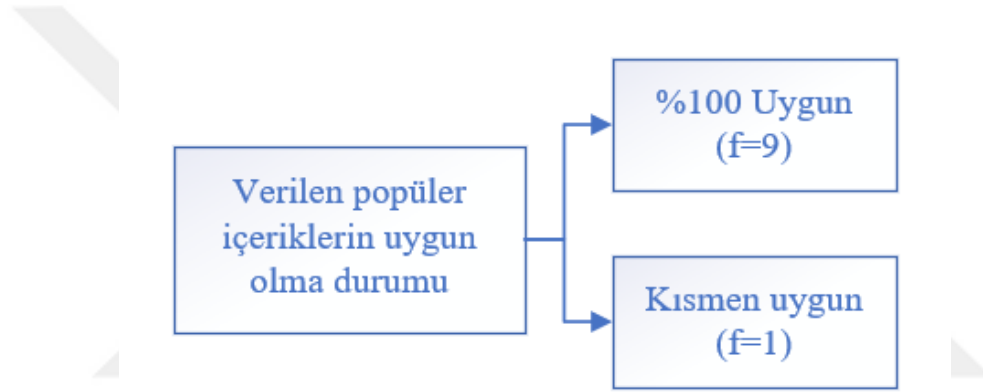 Verilen popüler
içeriklerin uygun
olma durumu
%100 Uygun
(f=9)
Kısmen uygun
(f=1)